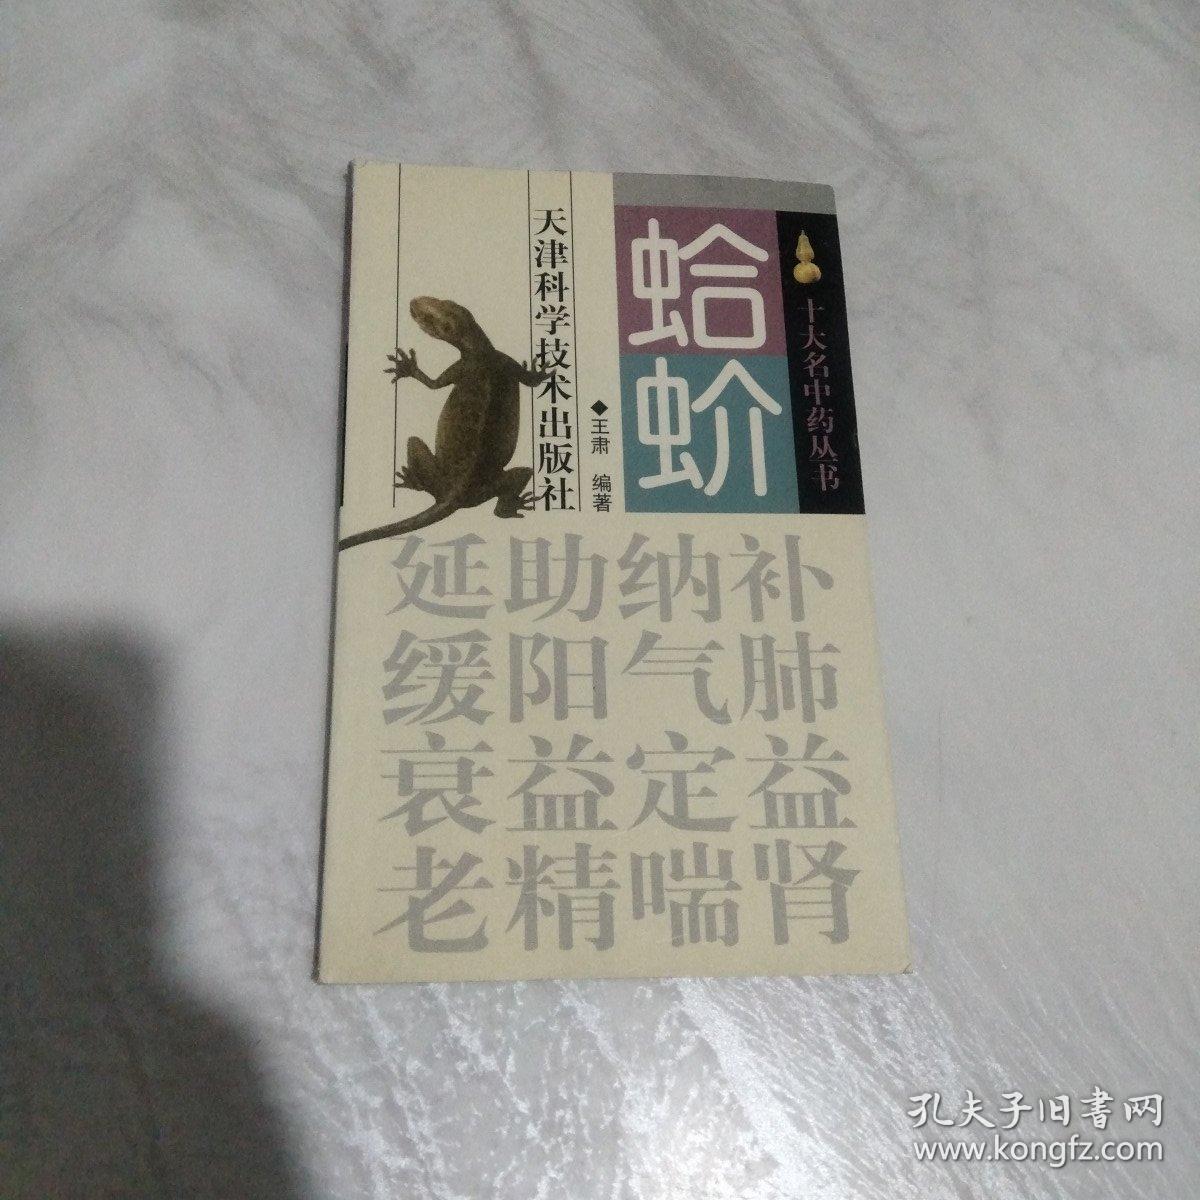 十大名中药丛书
蛤蚧
◆王肃 编著
天津科学技术出版社
补肺益肾
纳气定喘
助阳益精
延缓衰老
孔夫子旧書网
www.kongfz.com